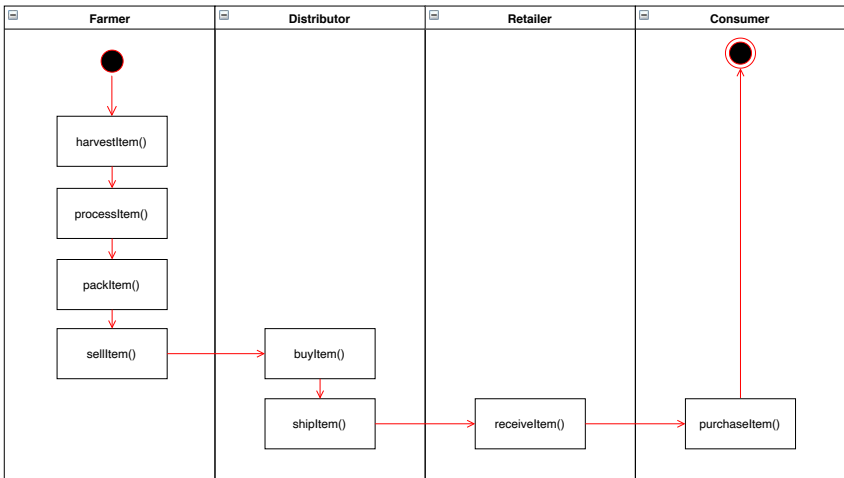 Farmer
Distributor
Retailer
Consumer
harvestItem()
processItem()
packItem()
sellItem()
buyItem()
shipItem()
receiveItem()
purchaseItem()